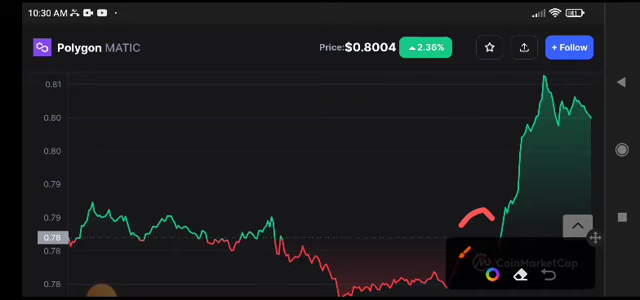 10:30 AM
Polygon MATIC
Price:$0.8004 2.36%
+ Follow
0.81
0.80
0.80
0.79
0.79
0.78
0.78
0.78
CoinMarketCap